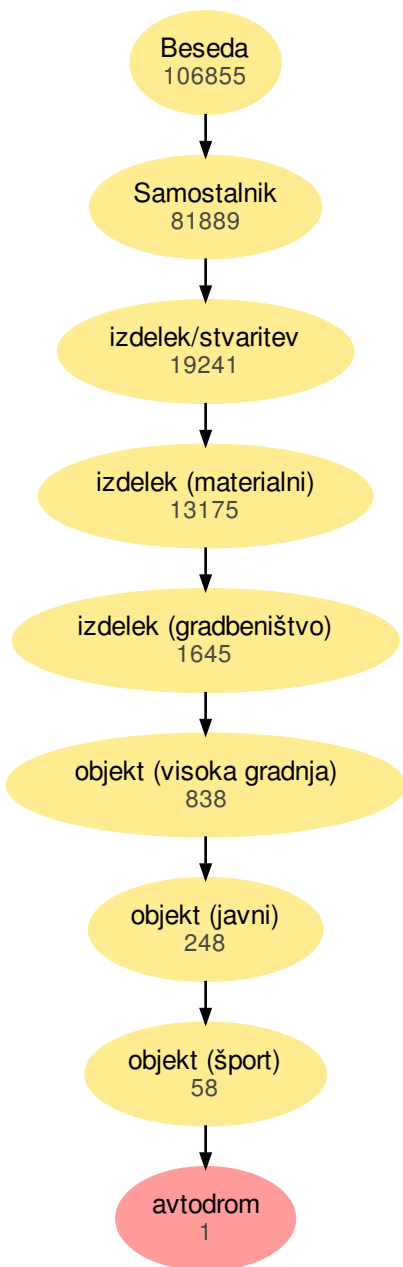 Beseda
106855
Samostalnik
81889
izdelek/stvaritev
19241
izdelek (materialni)
13175
izdelek (gradbeništvo)
1645
objekt (visoka gradnja)
838
objekt (javni)
248
objekt (šport)
58
avtodrom
1